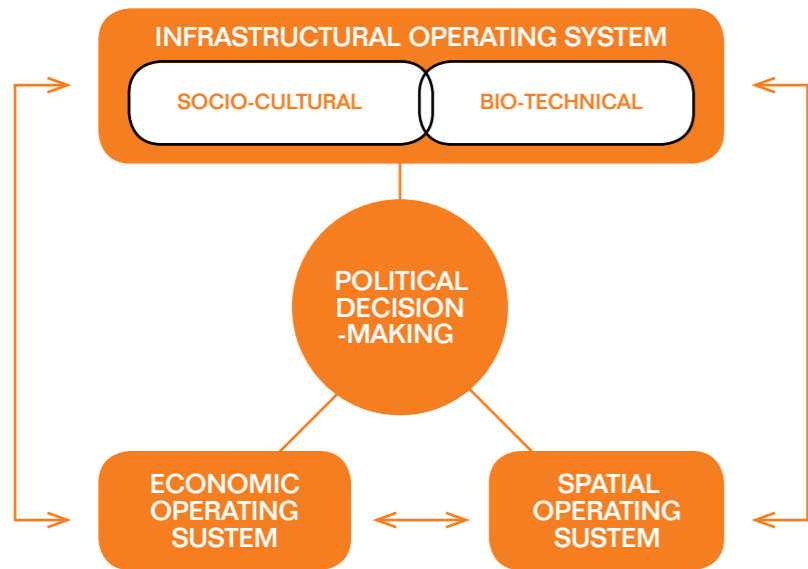 INFRASTRUCTURAL OPERATING SYSTEM
SOCIO-CULTURAL
BIO-TECHNICAL
POLITICAL
DECISION
-MAKING
ECONOMIC
OPERATING
SUSTEM
SPATIAL
OPERATING
SUSTEM